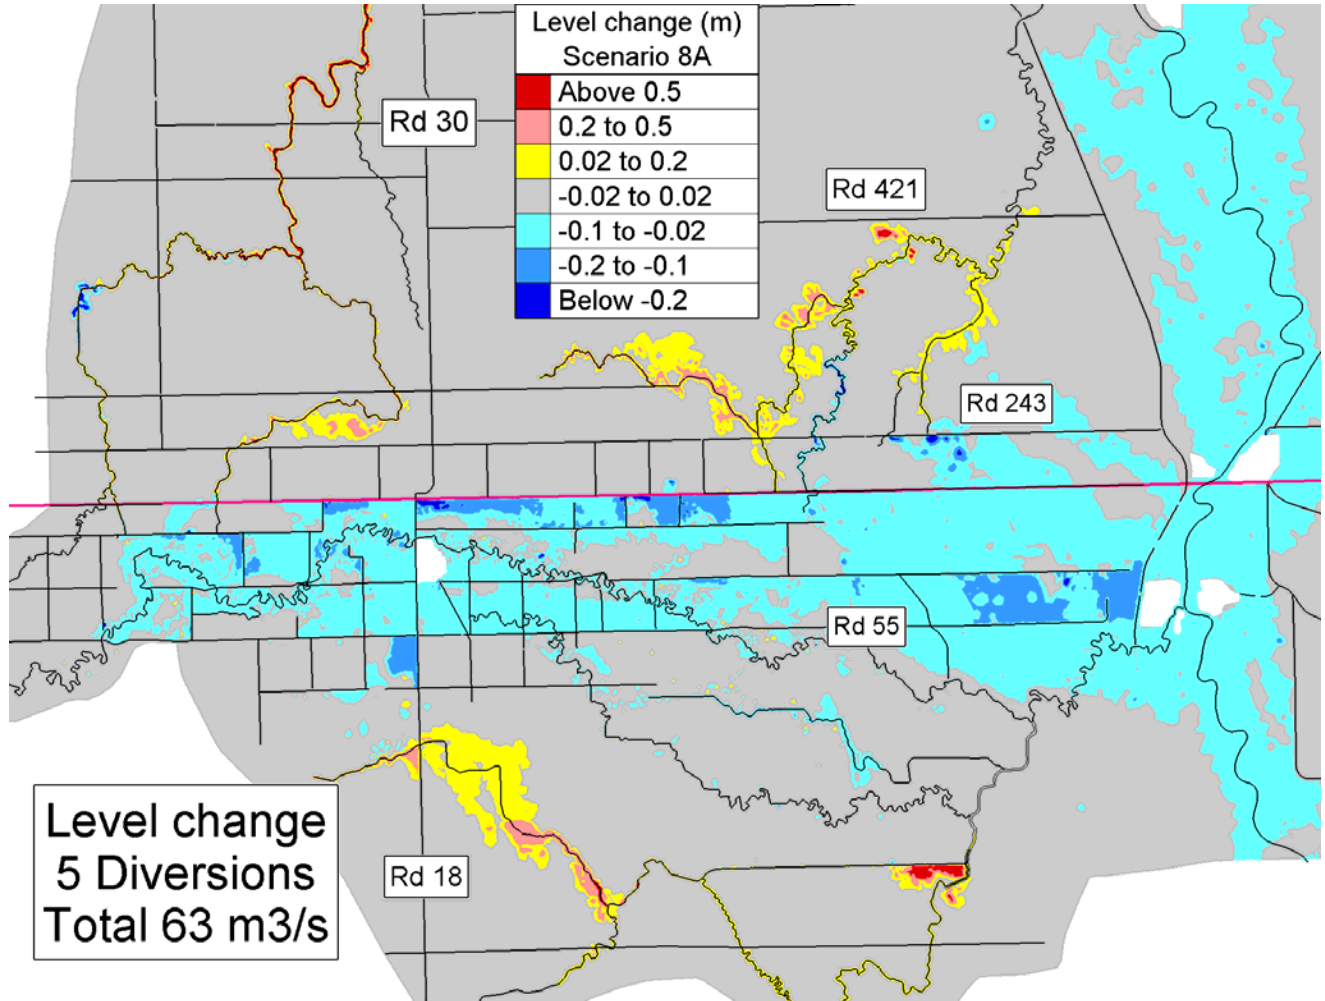 Level change (m)
Scenario 8A
Above 0.5
0.2 to 0.5
0.02 to 0.2
-0.02 to 0.02
-0.1 to -0.02
-0.2 to -0.1
Below -0.2
Rd 30
Rd 421
Rd 243
Rd 55
Rd 18
Level change
5 Diversions
Total 63 m3/s